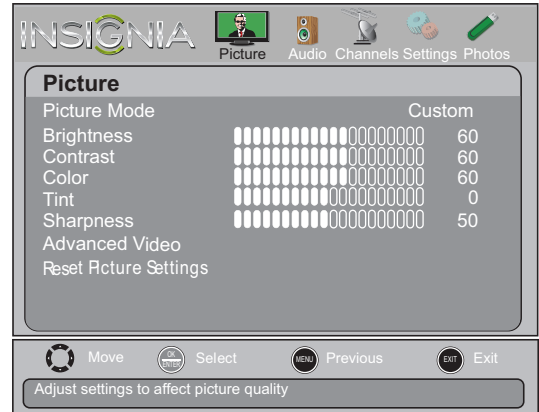 INSIGNIA
Picture Audio Channels Settings Photos
Picture
Picture Mode Custom
Brightness 60
Contrast 60
Color 60
Tint 0
Sharpness 50
Advanced Video
Reset Picture Settings
Move OK ENTER Select MENU Previous EXIT Exit
Adjust settings to affect picture quality